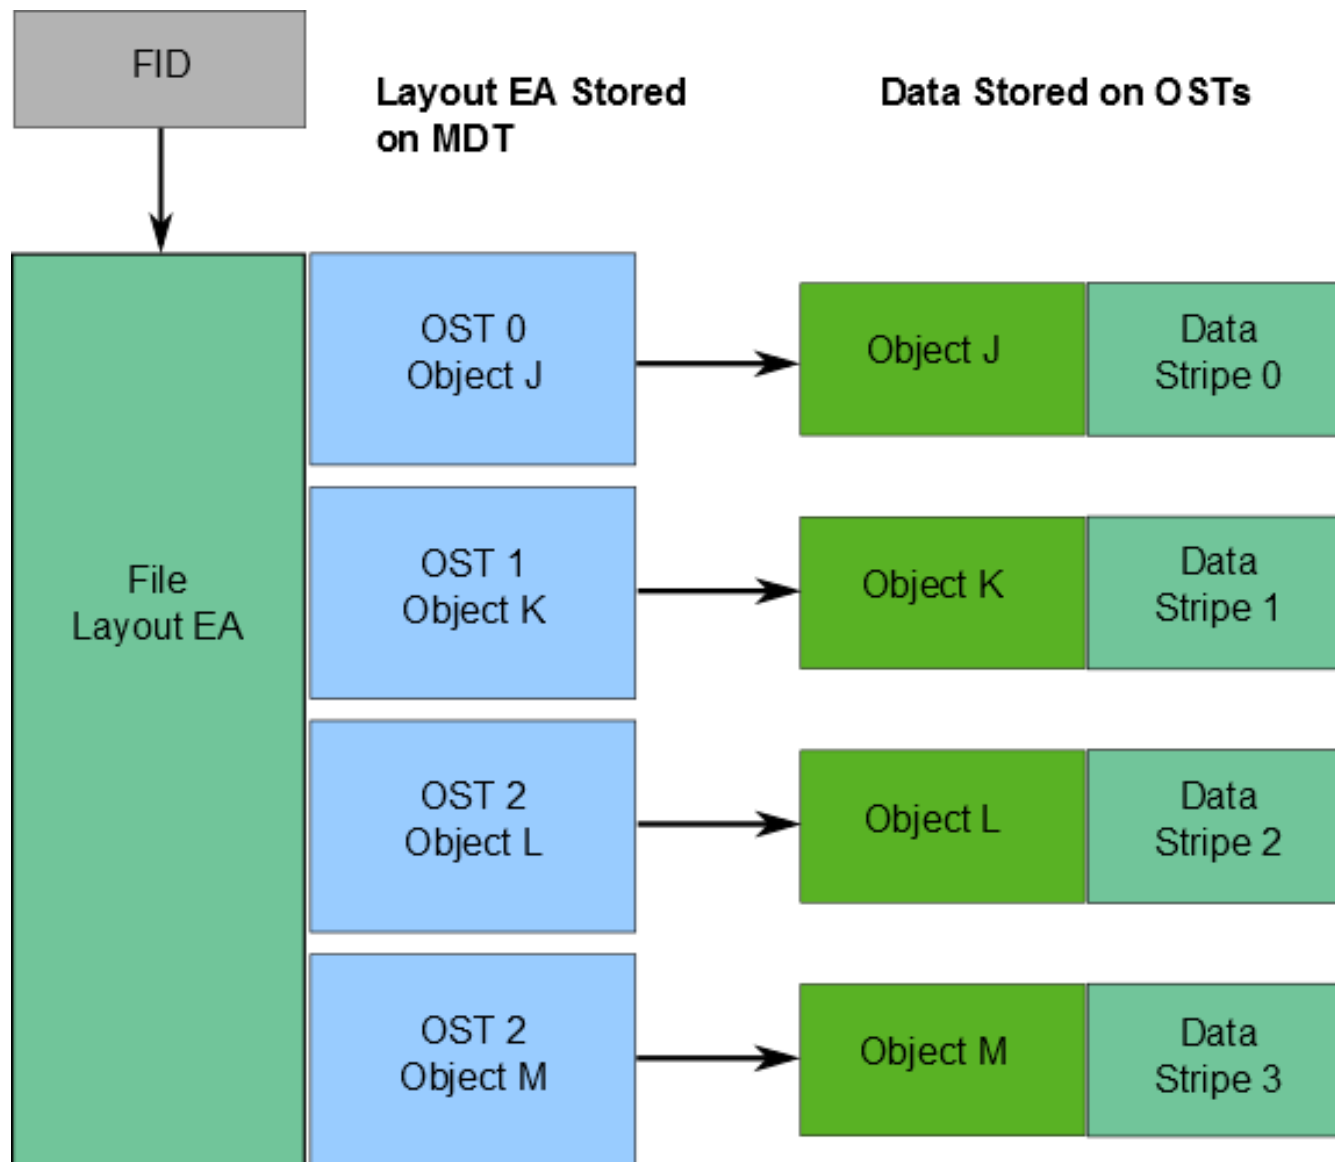 FID
Layout EA Stored
on MDT
Data Stored on OSTs
File
Layout EA
OST 0
Object J
Object J
Data
Stripe 0
OST 1
Object K
Object K
Data
Stripe 1
OST 2
Object L
Object L
Data
Stripe 2
OST 2
Object M
Object M
Data
Stripe 3